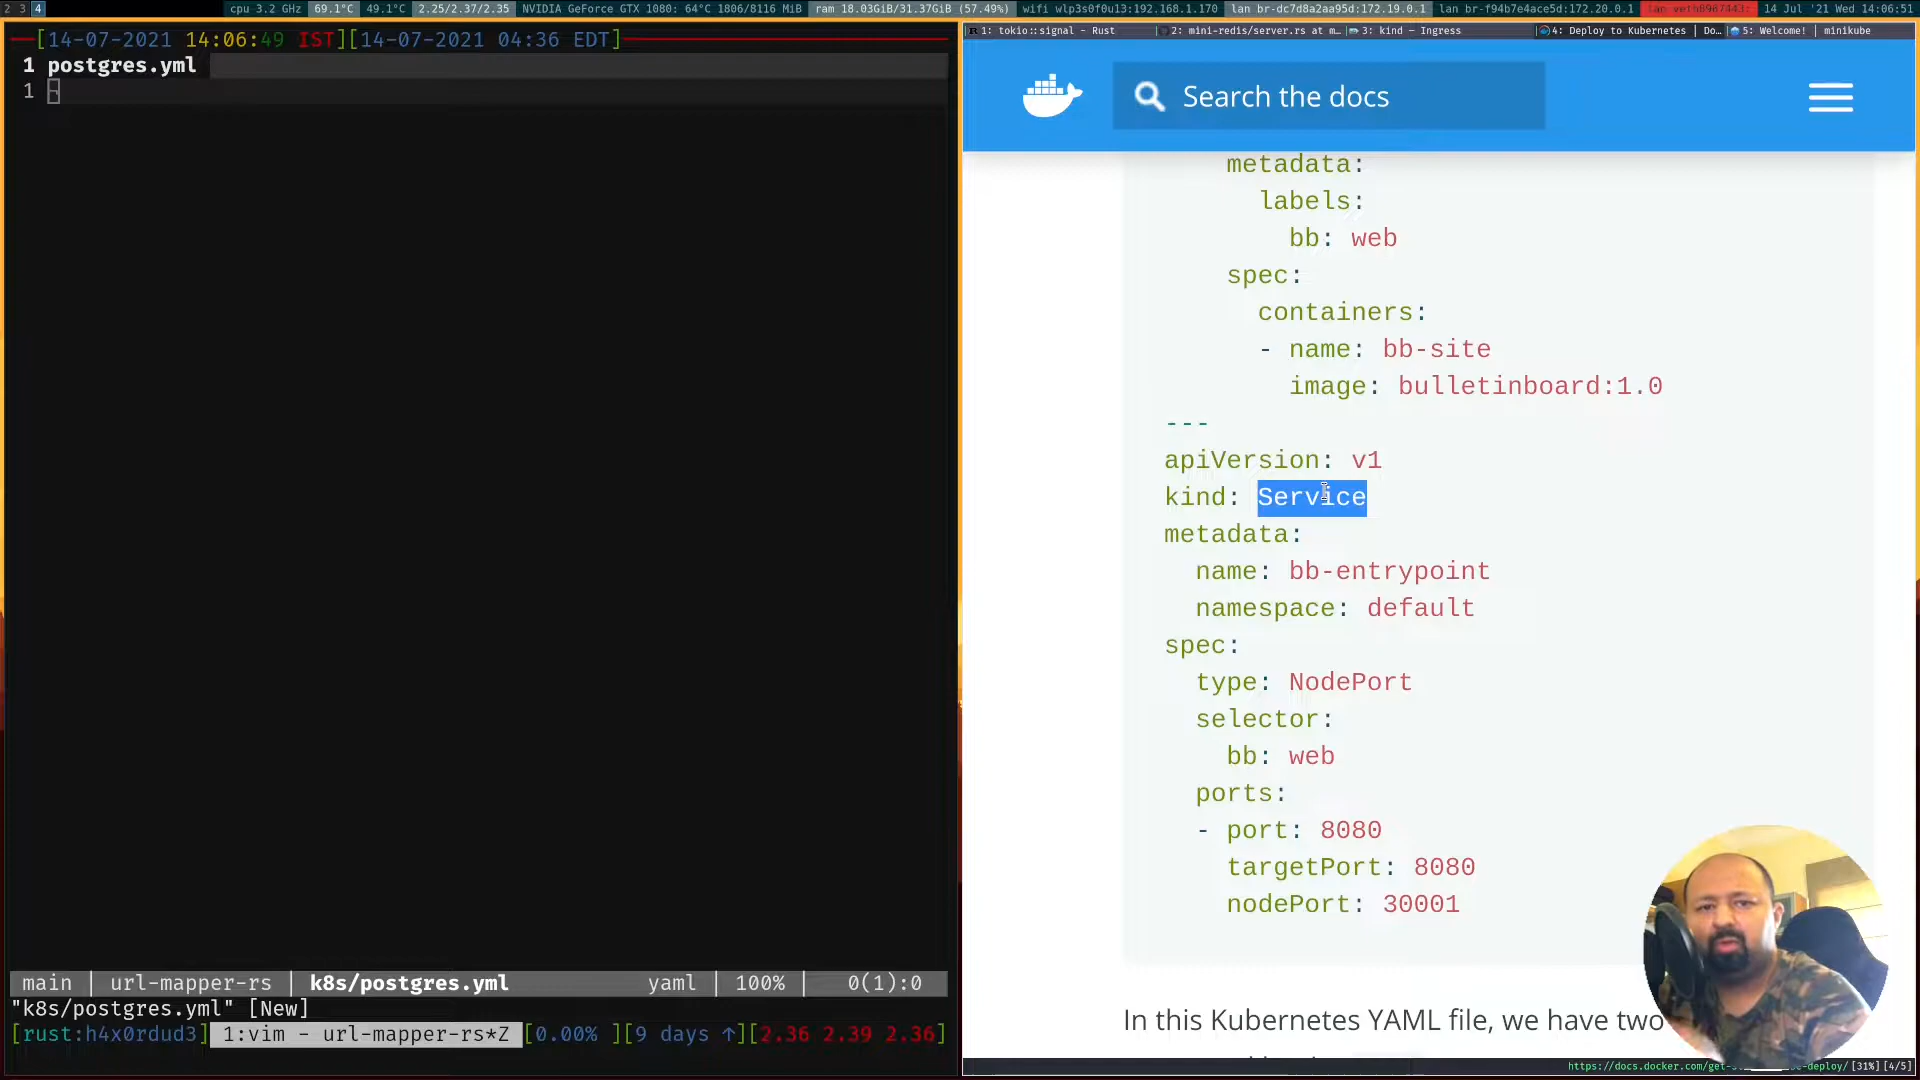 2 3 4 cpu 3.2 GHz 69.1°C 49.1°C 2.25/2.37/2.35 NVIDIA GeForce GTX 1080: 64°C 1806/8116 MiB ram 18.03GiB/31.37GiB (57.49%) wifi wlp3s0f0u13:192.168.1.170 lan br-dc7d8a2aa95d:172.19.0.1 lan br-f94b7e4ace5d:172.20.0.1 14 Jul '21 Wed 14:06:51
[14-07-2021 14:06:49 IST][14-07-2021 04:36 EDT]
1 postgres.yml
1
main | url-mapper-rs | k8s/postgres.yml yaml | 100% | 0(1):0
"k8s/postgres.yml" [New]
[rust:h4x0rdud3] 1:vim - url-mapper-rs*Z [0.00% ][9 days ↑][2.36 2.39 2.36]
1: tokio::signal - Rust 2: mini-redis/server.rs at m… 3: kind – Ingress 4: Deploy to Kubernetes | Do… 5: Welcome! | minikube
Search the docs
metadata:
labels:
bb: web
spec:
containers:
- name: bb-site
image: bulletinboard:1.0
---
apiVersion: v1
kind: Service
metadata:
name: bb-entrypoint
namespace: default
spec:
type: NodePort
selector:
bb: web
ports:
- port: 8080
targetPort: 8080
nodePort: 30001
In this Kubernetes YAML file, we have two
[31%] [4/5]